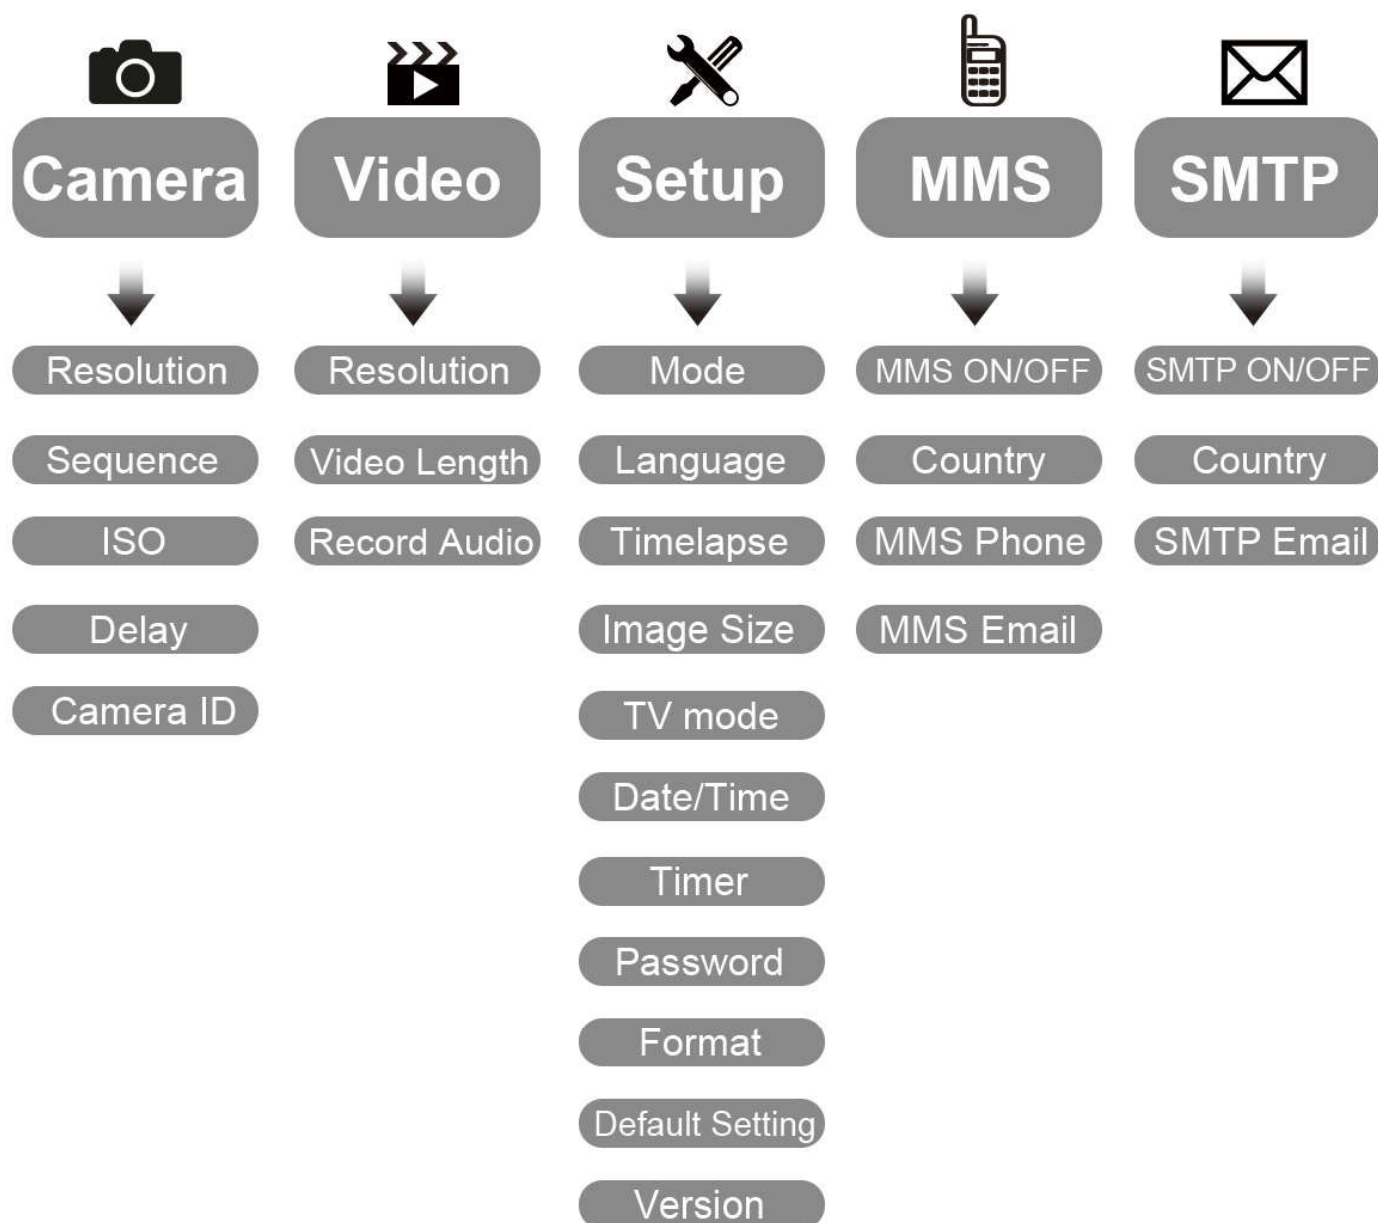 Camera
Video
Setup
MMS
SMTP
Resolution
Resolution
Mode
MMS ON/OFF
SMTP ON/OFF
Sequence
Video Length
Language
Country
Country
ISO
Record Audio
Timelapse
MMS Phone
SMTP Email
Delay
Image Size
MMS Email
Camera ID
TV mode
Date/Time
Timer
Password
Format
Default Setting
Version